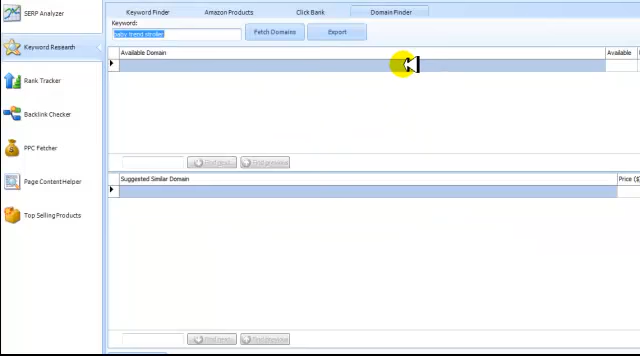 SERP Analyzer
Keyword Research
Rank Tracker
Backlink Checker
PPC Fetcher
Page Content Helper
Top Selling Products
Keyword Finder
Amazon Products
Click Bank
Domain Finder
Keyword:
baby trend stroller
Fetch Domains
Export
Available Domain
Available
Find next
Find previous
Suggested Similar Domain
Price ($)
Find next
Find previous